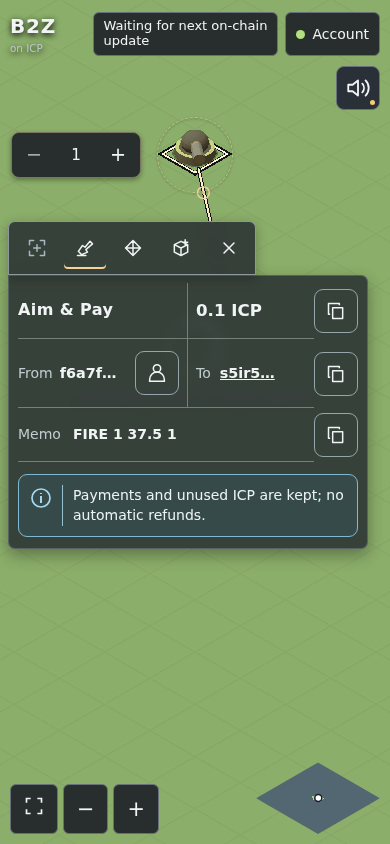 B2Z
on ICP
Waiting for next on-chain
update
Account
− 1 +
Aim & Pay
0.1 ICP
From f6a7f…
To s5ir5…
Memo FIRE 1 37.5 1
Payments and unused ICP are kept; no
automatic refunds.
− +